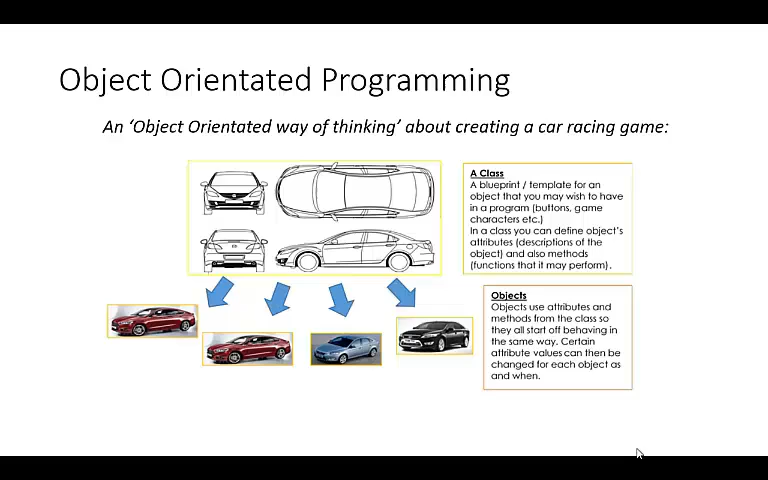 Object Orientated Programming
An ‘Object Orientated way of thinking’ about creating a car racing game:
A Class
A blueprint / template for an
object that you may wish to have
in a program (buttons, game
characters etc.)
In a class you can define object's
attributes (descriptions of the
object) and also methods
(functions that it may perform).
Objects
Objects use attributes and
methods from the class so
they all start off behaving in
the same way. Certain
attribute values can then be
changed for each object as
and when.